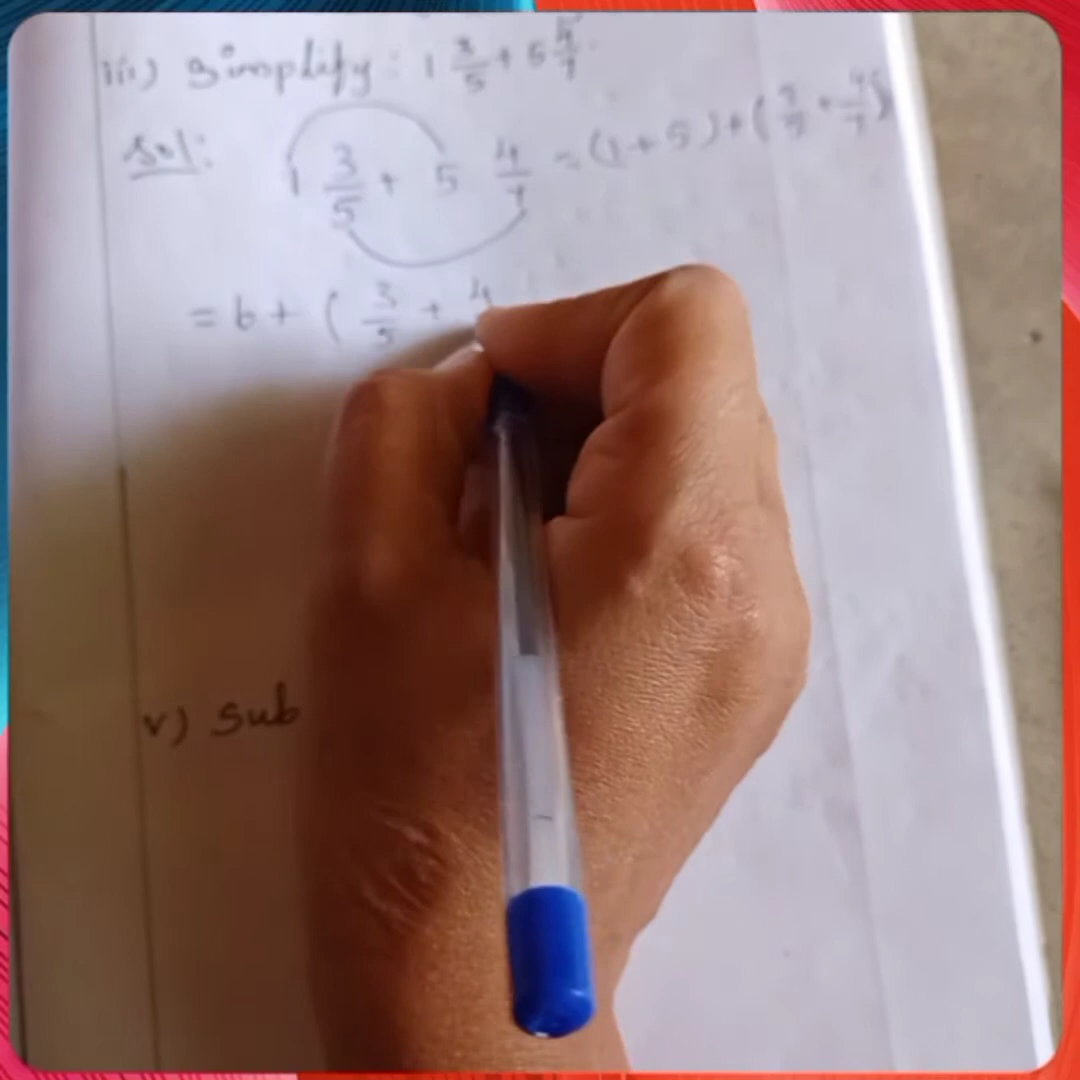 iii) Simplify: 1 3/5 + 5 4/7
Sol:
1 3/5 + 5 4/7 = (1+5)+(3/5 + 4/7)
= 6 + ( 3/5 + 4
v) Sub